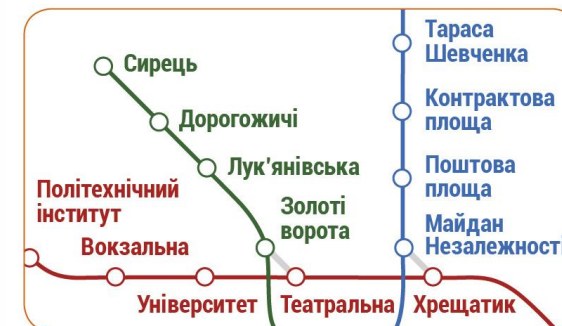 Тараса
Шевченка
Сирець
Контрактова
площа
Дорогожичі
Лук’янівська
Поштова
площа
Політехнічний
інститут
Золоті
ворота
Майдан
Незалежності
Вокзальна
Університет
Театральна
Хрещатик